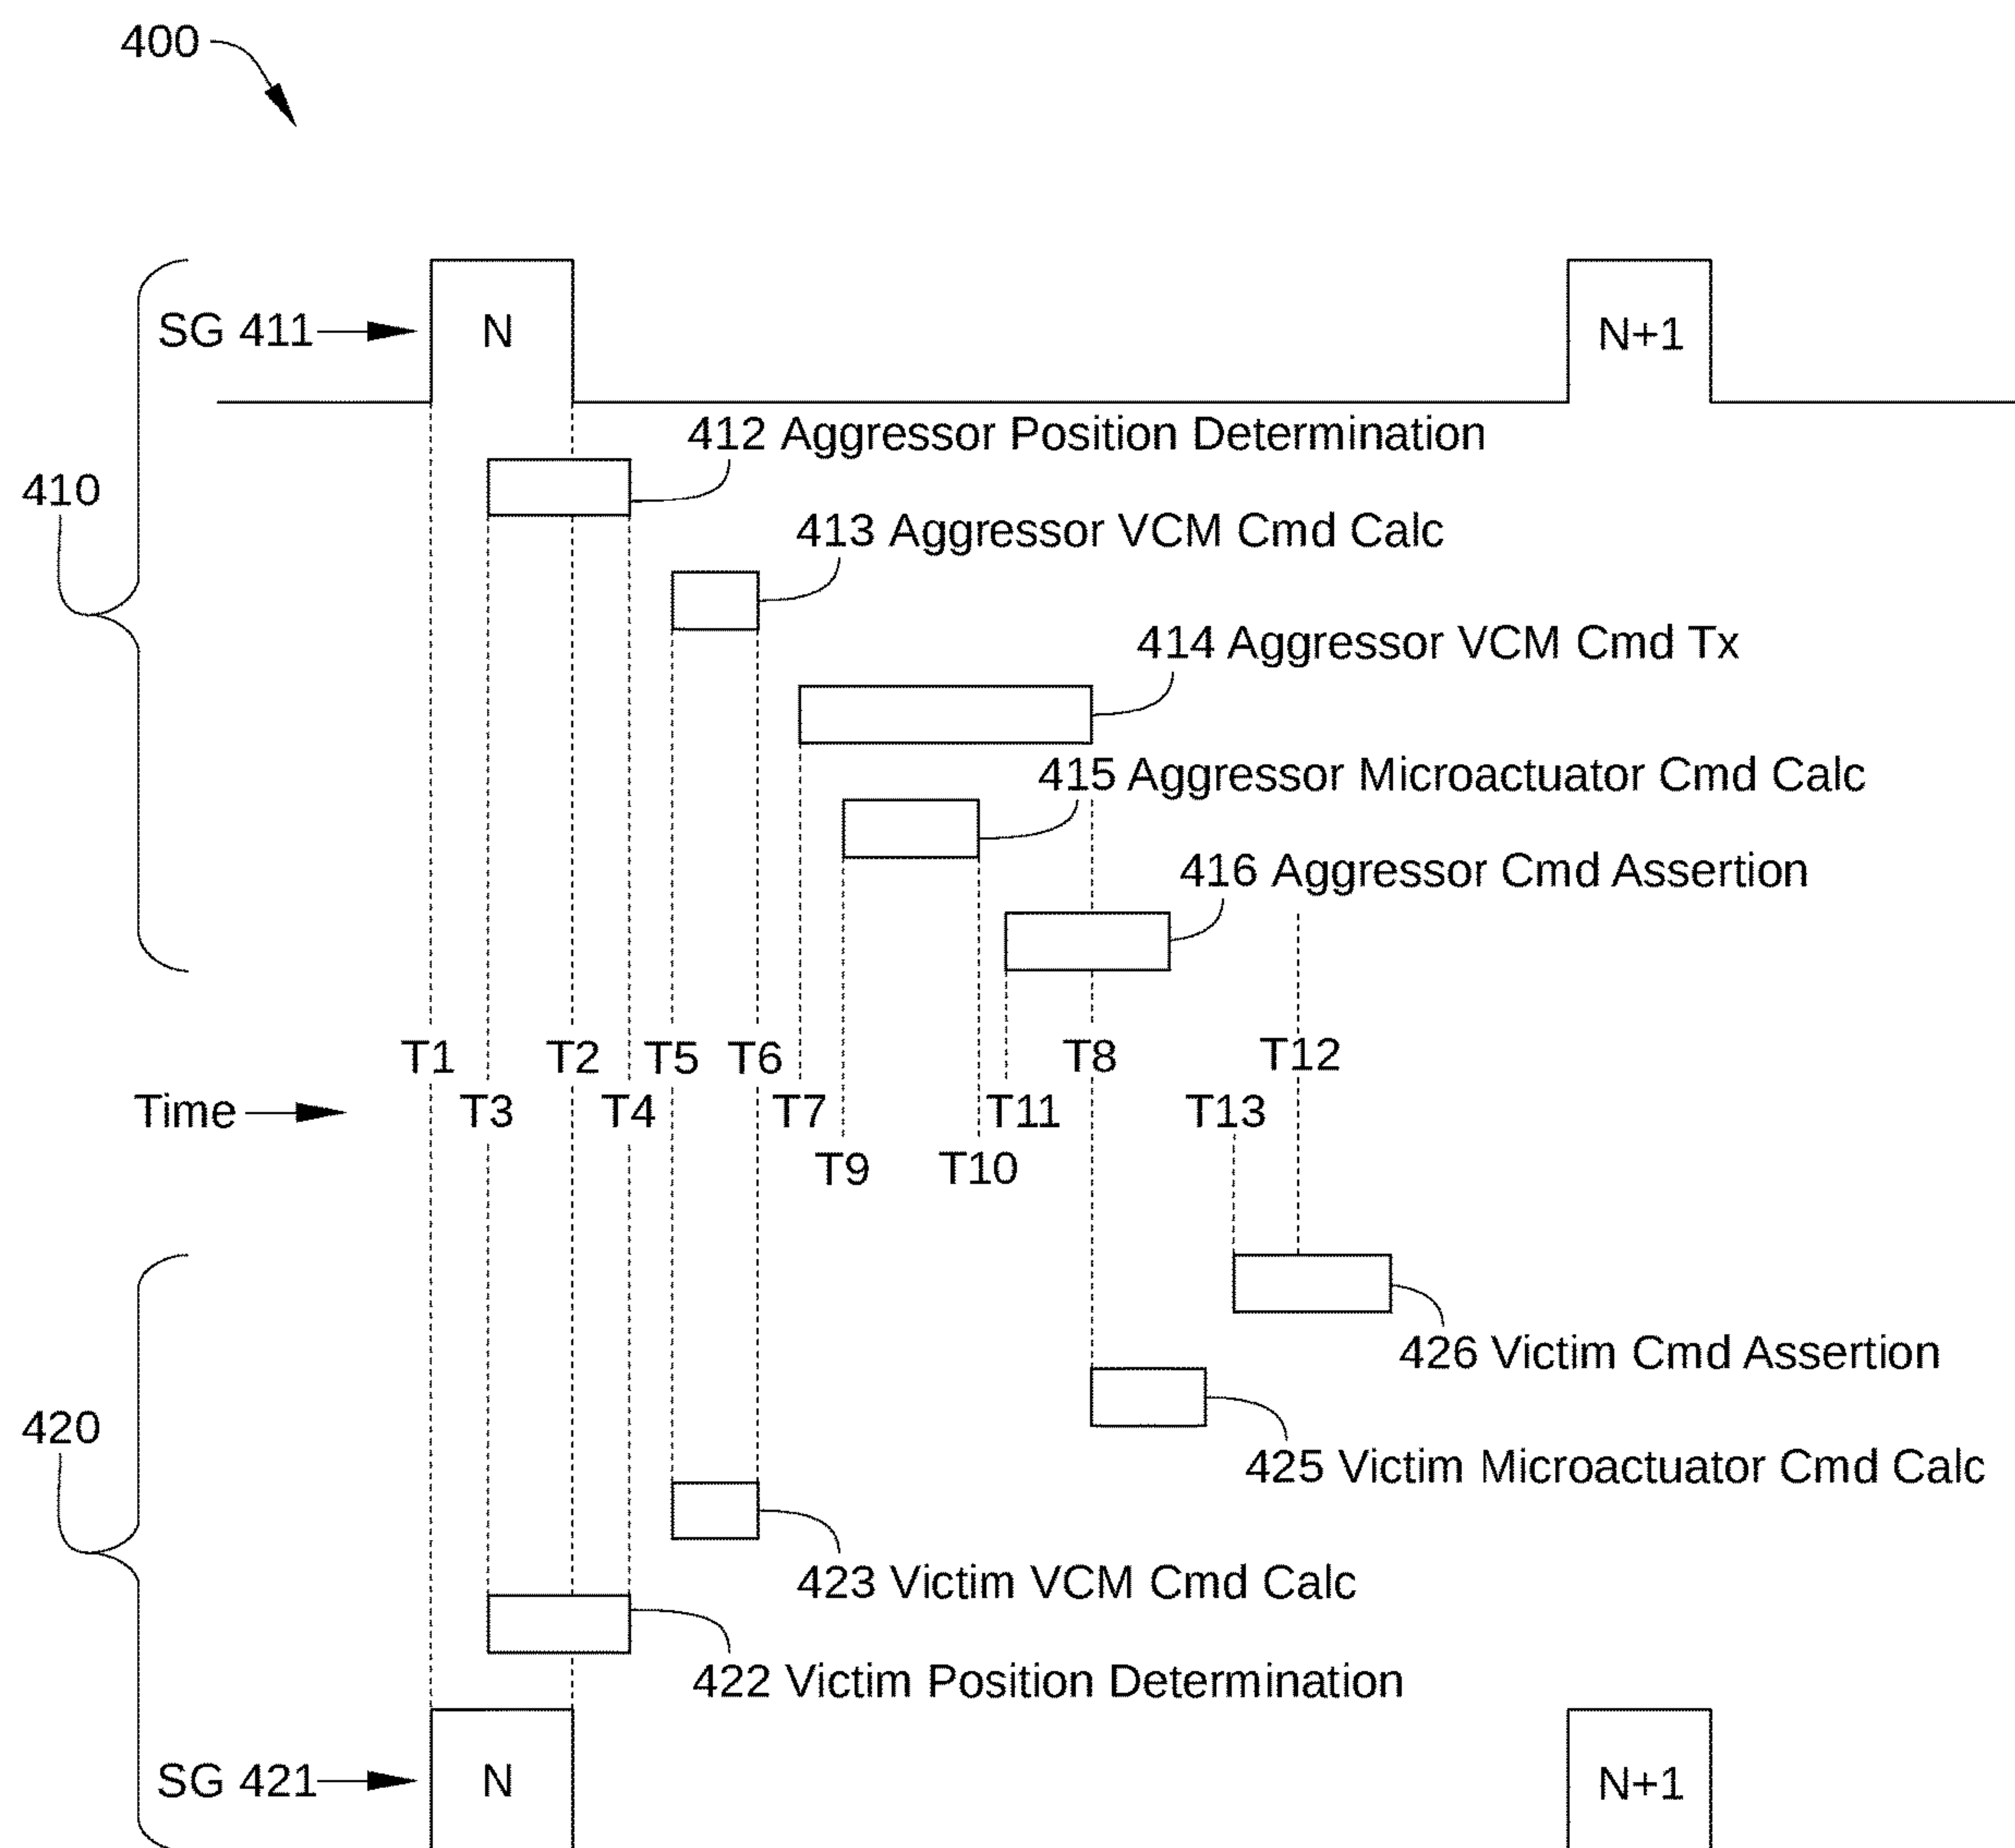 400
SG 411
N
N+1
412 Aggressor Position Determination
410
413 Aggressor VCM Cmd Calc
414 Aggressor VCM Cmd Tx
415 Aggressor Microactuator Cmd Calc
416 Aggressor Cmd Assertion
T1 T2 T5 T6 T8 T12
Time T3 T4 T7 T11 T13
T9 T10
426 Victim Cmd Assertion
420
425 Victim Microactuator Cmd Calc
423 Victim VCM Cmd Calc
422 Victim Position Determination
SG 421
N
N+1